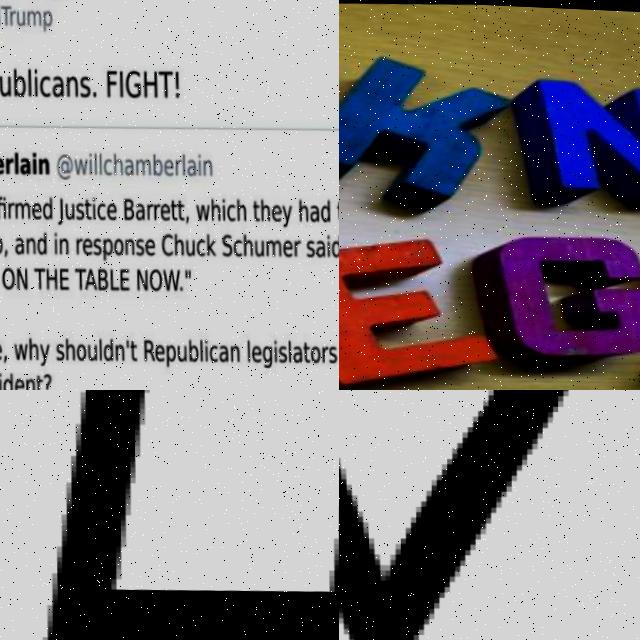 Trump
ublicans. FIGHT!
erlain @willchamberlain
firmed Justice Barrett, which they had
, and in response Chuck Schumer said
ON THE TABLE NOW."
, why shouldn't Republican legislators
ident?
K N
E G
L V